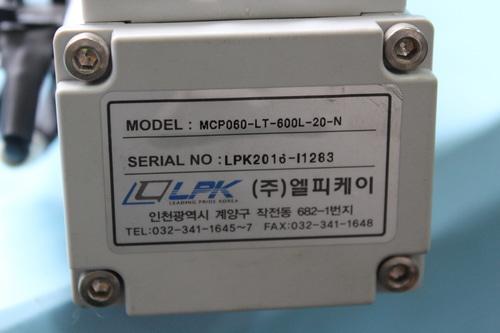 MODEL : MCP060-LT-600L-20-N
SERIAL NO : LPK2016-I1283
LPK (주)엘피케이
LEADING PRIDE KOREA
인천광역시 계양구 작전동 682-1번지
TEL:032-341-1645~7 FAX:032-341-1648